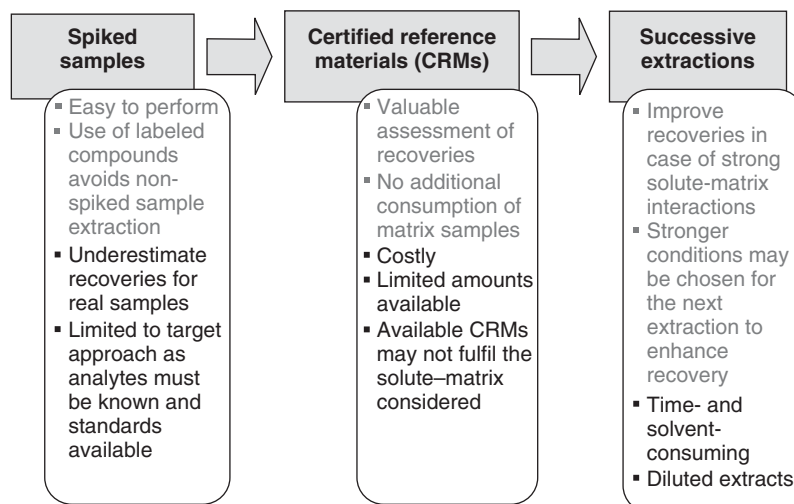 Spiked
samples
▪ Easy to perform
▪ Use of labeled
compounds
avoids non-
spiked sample
extraction
▪ Underestimate
recoveries for
real samples
▪ Limited to target
approach as
analytes must
be known and
standards
available
Certified reference
materials (CRMs)
▪ Valuable
assessment of
recoveries
▪ No additional
consumption of
matrix samples
▪ Costly
▪ Limited amounts
available
▪ Available CRMs
may not fulfil the
solute–matrix
considered
Successive
extractions
▪ Improve
recoveries in
case of strong
solute-matrix
interactions
▪ Stronger
conditions may
be chosen for
the next
extraction to
enhance
recovery
▪ Time- and
solvent-
consuming
▪ Diluted extracts